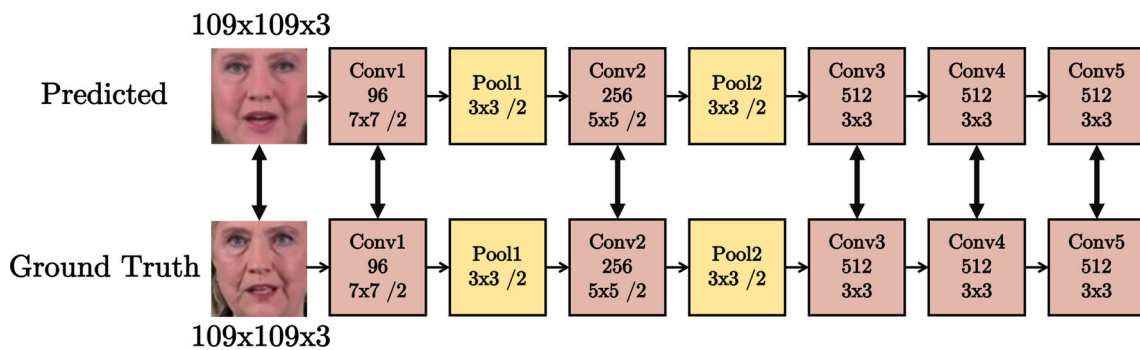 109x109x3
Predicted
Conv1
96
7x7 /2
Pool1
3x3 /2
Conv2
256
5x5 /2
Pool2
3x3 /2
Conv3
512
3x3
Conv4
512
3x3
Conv5
512
3x3
Ground Truth
Conv1
96
7x7 /2
Pool1
3x3 /2
Conv2
256
5x5 /2
Pool2
3x3 /2
Conv3
512
3x3
Conv4
512
3x3
Conv5
512
3x3
109x109x3